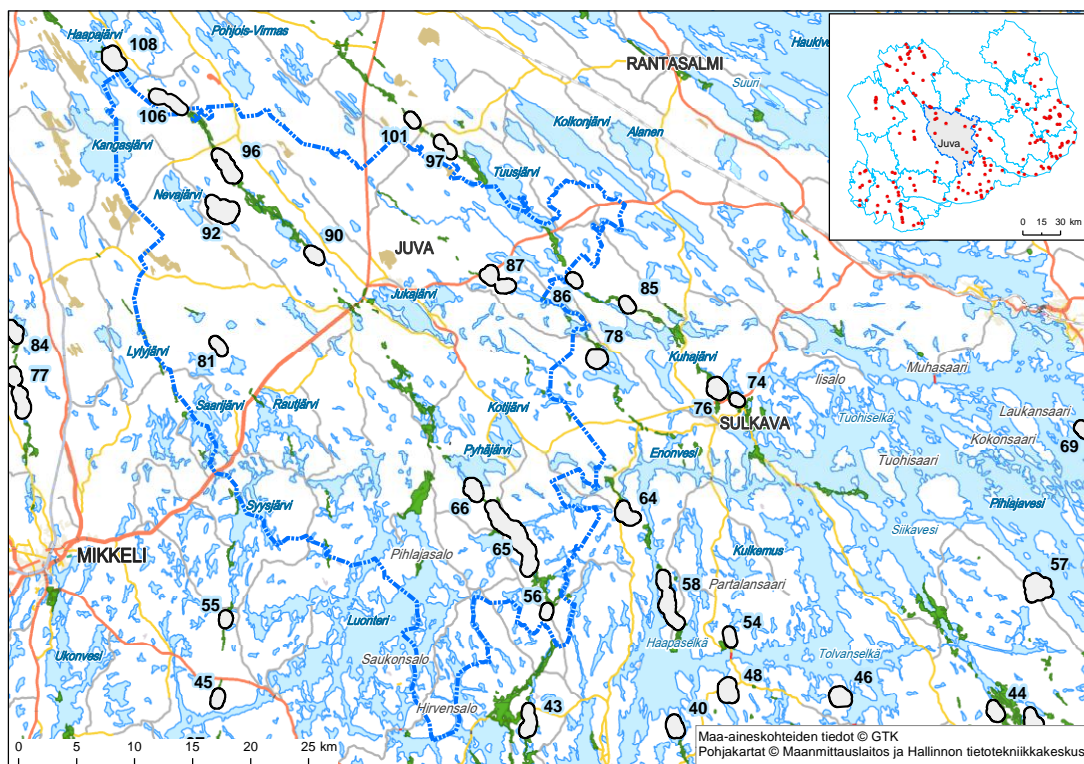 Haapajärvi
108
Pohjois-Virmas
RANTASALMI
Suuri
106
101
97
Kolkonjärvi
Alanen
Kangasjärvi
96
Tuusjärvi
Nevajärvi
92
90
JUVA
87
86
85
Jukajärvi
84
81
78
Lylyjärvi
Kuhajärvi
Muhasaari
Iisalo
77
74
76
Saarijärvi
Rautjärvi
Kotijärvi
SULKAVA
Tuohiselkä
Laukansaari
Kokonsaari
69
Pyhäjärvi
Enonvesi
Tuohisaari
66
64
Syysjärvi
Pihlajavesi
Siikavesi
MIKKELI
65
Pihlajasalo
Kulkemus
57
58
Partalansaari
56
55
Luonteri
54
Haapaselkä
Tolvanselkä
Ukonvesi
Saukonsalo
45
48
46
Hirvensalo
43
40
44
Juva
0 15 30 km
0 5 10 15 20 25 km
Maa-aineskohteiden tiedot © GTK
Pohjakartat © Maanmittauslaitos ja Hallinnon tietotekniikkakeskus